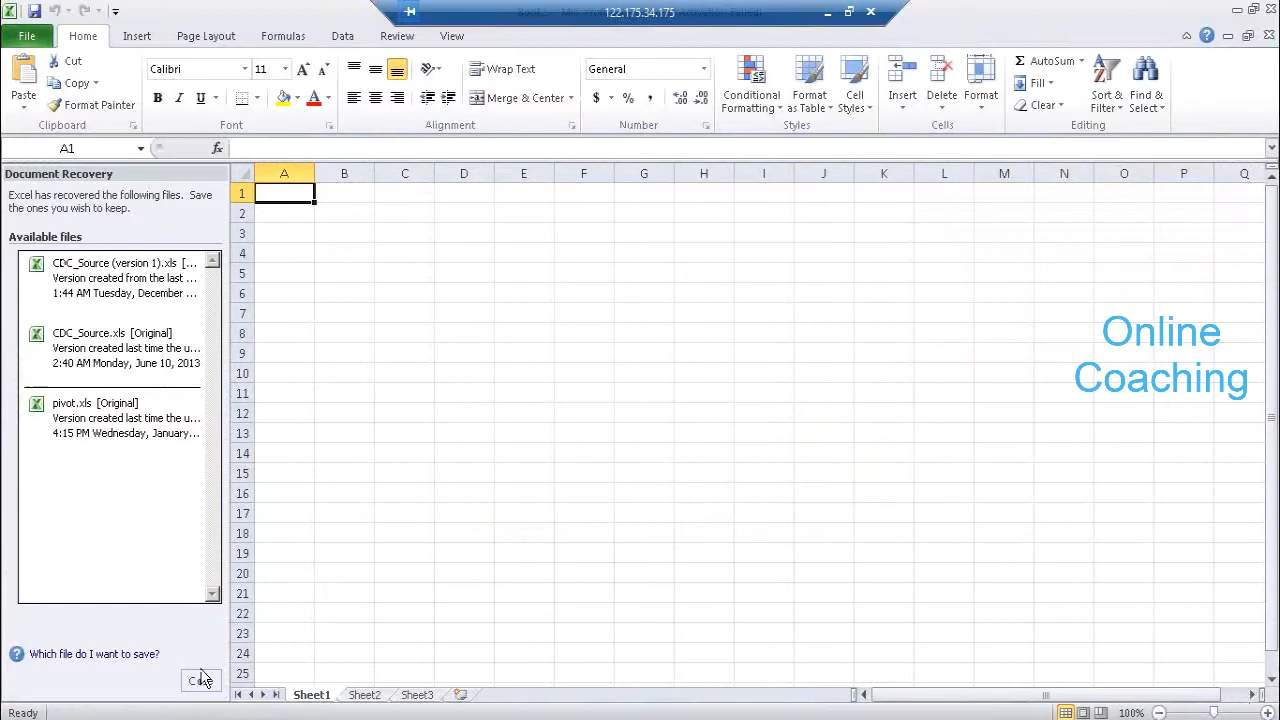 122.175.34.175
File Home Insert Page Layout Formulas Data Review
Paste
Cut
Copy
Format Painter
Clipboard
Calibri 11
B I U
A A
A
Font
Wrap Text
Merge & Center
Alignment
General
$ % ,
Number
Conditional Formatting
Format as Table
Cell Styles
Styles
Insert
Delete
Format
Cells
Σ AutoSum
Fill
Clear
Sort & Filter
Find & Select
Editing
A1 fx
Document Recovery
Excel has recovered the following files. Save
the ones you wish to keep.
Available files
CDC_Source (version 1).xls [...
Version created from the last ...
1:44 AM Tuesday, December ...
CDC_Source.xls [Original]
Version created last time the u...
2:40 AM Monday, June 10, 2013
pivot.xls [Original]
Version created last time the u...
4:15 PM Wednesday, January...
Which file do I want to save?
A B C D E F G H I J K L M N O P Q
1
2
3
4
5
6
7
8
9
10
11
12
13
14
15
16
17
18
19
20
21
22
23
24
25
Online
Coaching
Sheet1 Sheet2 Sheet3
Ready
100%